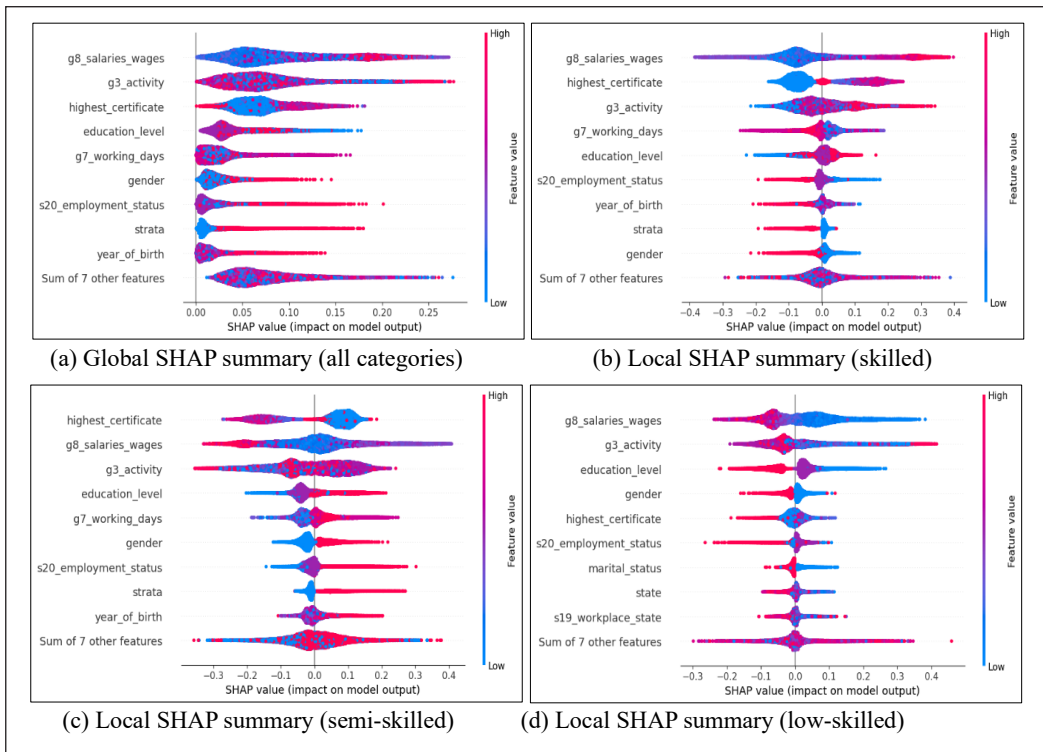 High
g8_salaries_wages
g3_activity
highest_certificate
education_level
g7_working_days
gender
s20_employment_status
strata
year_of_birth
Sum of 7 other features
Feature value
Low
0.00 0.05 0.10 0.15 0.20 0.25
SHAP value (impact on model output)
(a) Global SHAP summary (all categories)
High
g8_salaries_wages
highest_certificate
g3_activity
g7_working_days
education_level
s20_employment_status
year_of_birth
strata
gender
Sum of 7 other features
Feature value
Low
−0.4 −0.3 −0.2 −0.1 0.0 0.1 0.2 0.3 0.4
SHAP value (impact on model output)
(b) Local SHAP summary (skilled)
High
highest_certificate
g8_salaries_wages
g3_activity
education_level
g7_working_days
gender
s20_employment_status
strata
year_of_birth
Sum of 7 other features
Feature value
Low
−0.3 −0.2 −0.1 0.0 0.1 0.2 0.3 0.4
SHAP value (impact on model output)
(c) Local SHAP summary (semi-skilled)
High
g8_salaries_wages
g3_activity
education_level
gender
highest_certificate
s20_employment_status
marital_status
state
s19_workplace_state
Sum of 7 other features
Feature value
Low
−0.3 −0.2 −0.1 0.0 0.1 0.2 0.3 0.4
SHAP value (impact on model output)
(d) Local SHAP summary (low-skilled)